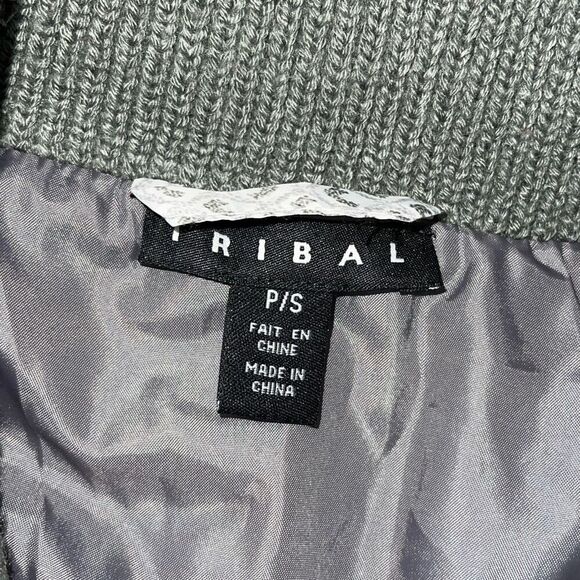 TRIBAL
P/S
FAIT EN
CHINE
MADE IN
CHINA